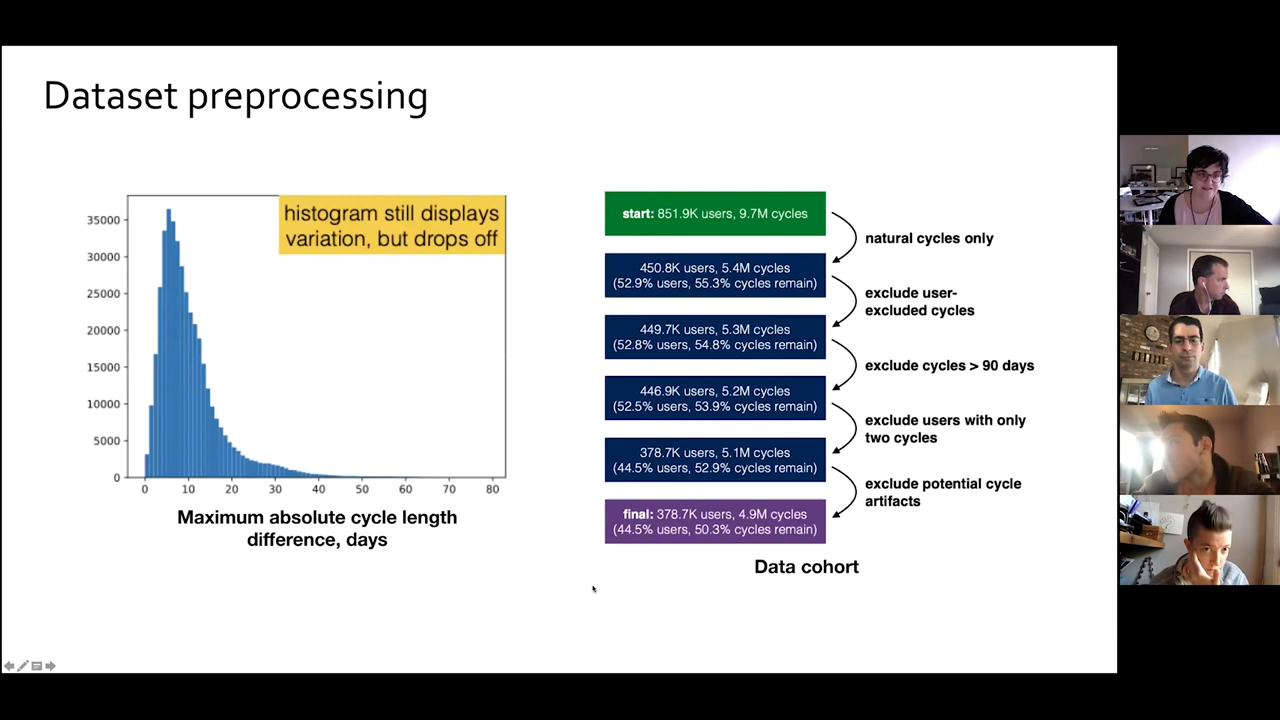 Dataset preprocessing
histogram still displays
variation, but drops off
35000
30000
25000
20000
15000
10000
5000
0
0 10 20 30 40 50 60 70 80
Maximum absolute cycle length
difference, days
start: 851.9K users, 9.7M cycles
natural cycles only
450.8K users, 5.4M cycles
(52.9% users, 55.3% cycles remain)
exclude user-
excluded cycles
449.7K users, 5.3M cycles
(52.8% users, 54.8% cycles remain)
exclude cycles > 90 days
446.9K users, 5.2M cycles
(52.5% users, 53.9% cycles remain)
exclude users with only
two cycles
378.7K users, 5.1M cycles
(44.5% users, 52.9% cycles remain)
exclude potential cycle
artifacts
final: 378.7K users, 4.9M cycles
(44.5% users, 50.3% cycles remain)
Data cohort